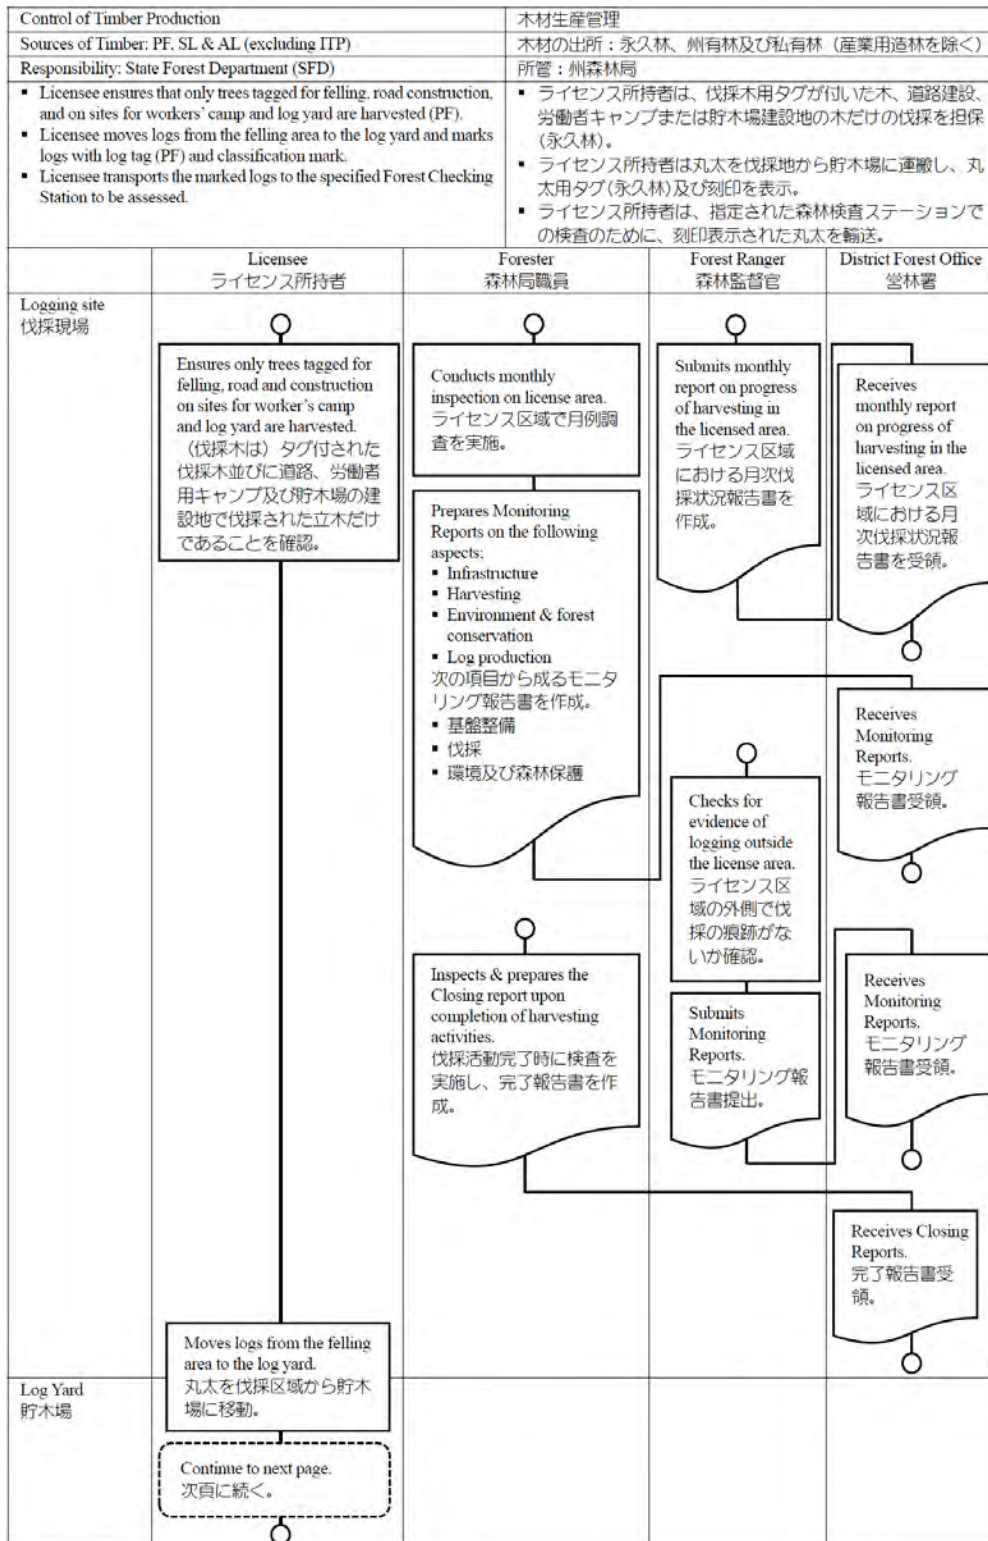 Control of Timber Production
木材生産管理
Sources of Timber: PF, SL & AL (excluding ITP)
木材の出所：永久林、州有林及び私有林（産業用造林を除く）
Responsibility: State Forest Department (SFD)
所管：州森林局
▪ Licensee ensures that only trees tagged for felling, road construction,
and on sites for workers' camp and log yard are harvested (PF).
▪ Licensee moves logs from the felling area to the log yard and marks
logs with log tag (PF) and classification mark.
▪ Licensee transports the marked logs to the specified Forest Checking
Station to be assessed.
▪ ライセンス所持者は、伐採木用タグが付いた木、道路建設、
労働者キャンプまたは貯木場建設地の木だけの伐採を担保
(永久林)。
▪ ライセンス所持者は丸太を伐採地から貯木場に運搬し、丸
太用タグ(永久林)及び刻印を表示。
▪ ライセンス所持者は、指定された森林検査ステーションで
の検査のために、刻印表示された丸太を輸送。
Licensee
ライセンス所持者
Forester
森林局職員
Forest Ranger
森林監督官
District Forest Office
営林署
Logging site
伐採現場
Ensures only trees tagged for
felling, road and construction
on sites for worker's camp
and log yard are harvested.
（伐採木は）タグ付された
伐採木並びに道路、労働者
用キャンプ及び貯木場の建
設地で伐採された立木だけ
であることを確認。
Conducts monthly
inspection on license area.
ライセンス区域で月例調
査を実施。
Submits monthly
report on progress
of harvesting in
the licensed area.
ライセンス区域
における月次伐
採状況報告書を
作成。
Receives
monthly report
on progress of
harvesting in the
licensed area.
ライセンス区
域における月
次伐採状況報
告書を受領。
Prepares Monitoring
Reports on the following
aspects;
▪ Infrastructure
▪ Harvesting
▪ Environment & forest
conservation
▪ Log production
次の項目から成るモニタ
リング報告書を作成。
▪ 基盤整備
▪ 伐採
▪ 環境及び森林保護
Receives
Monitoring
Reports.
モニタリング
報告書受領。
Checks for
evidence of
logging outside
the license area.
ライセンス区
域の外側で伐
採の痕跡がな
いか確認。
Inspects & prepares the
Closing report upon
completion of harvesting
activities.
伐採活動完了時に検査を
実施し、完了報告書を作
成。
Submits
Monitoring
Reports.
モニタリング報
告書提出。
Receives
Monitoring
Reports.
モニタリング
報告書受領。
Receives Closing
Reports.
完了報告書受
領。
Moves logs from the felling
area to the log yard.
丸太を伐採区域から貯木
場に移動。
Log Yard
貯木場
Continue to next page.
次頁に続く。